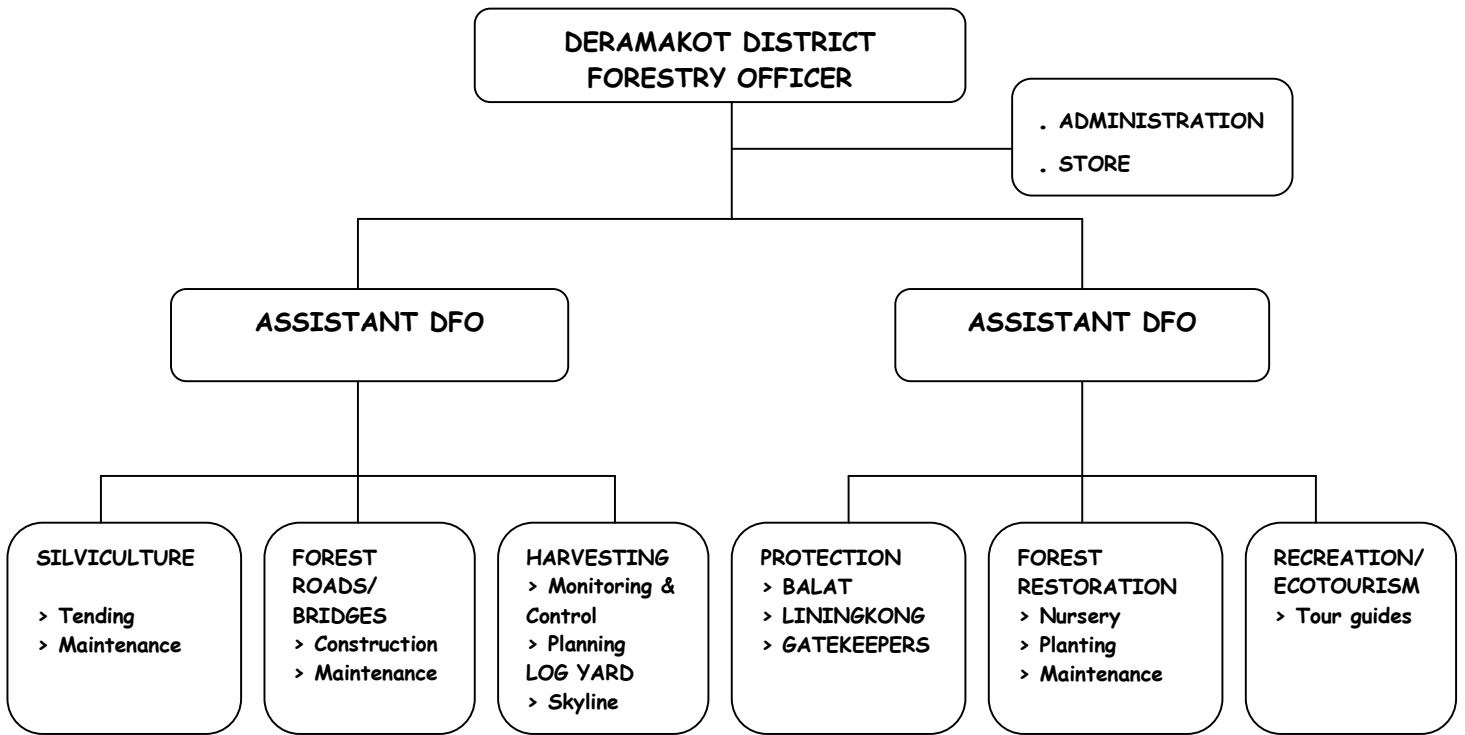 DERAMAKOT DISTRICT
FORESTRY OFFICER
. ADMINISTRATION
. STORE
ASSISTANT DFO
ASSISTANT DFO
SILVICULTURE
> Tending
> Maintenance
FOREST
ROADS/
BRIDGES
> Construction
> Maintenance
HARVESTING
> Monitoring &
Control
> Planning
LOG YARD
> Skyline
PROTECTION
> BALAT
> LININGKONG
> GATEKEEPERS
FOREST
RESTORATION
> Nursery
> Planting
> Maintenance
RECREATION/
ECOTOURISM
> Tour guides